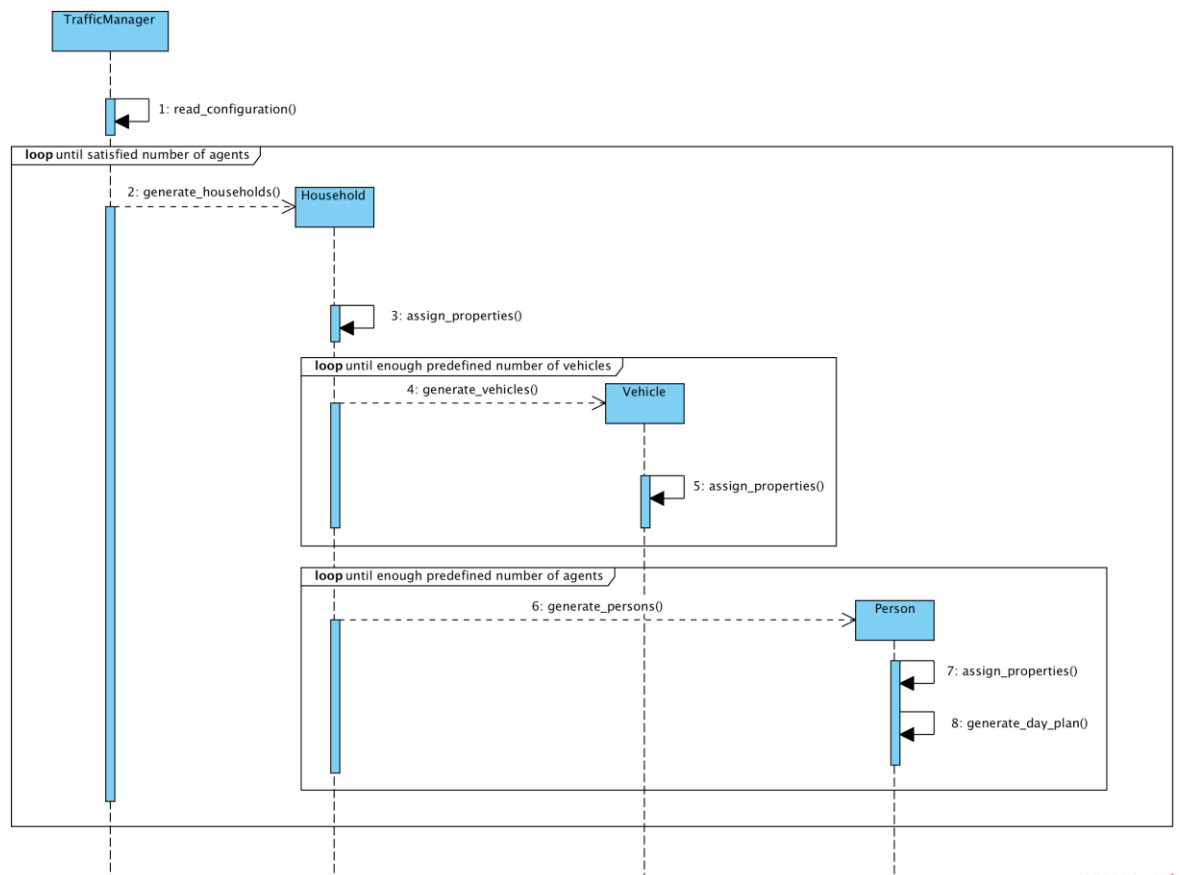 TrafficManager
1: read_configuration()
loop until satisfied number of agents
2: generate_households()
Household
3: assign_properties()
loop until enough predefined number of vehicles
4: generate_vehicles()
Vehicle
5: assign_properties()
loop until enough predefined number of agents
6: generate_persons()
Person
7: assign_properties()
8: generate_day_plan()